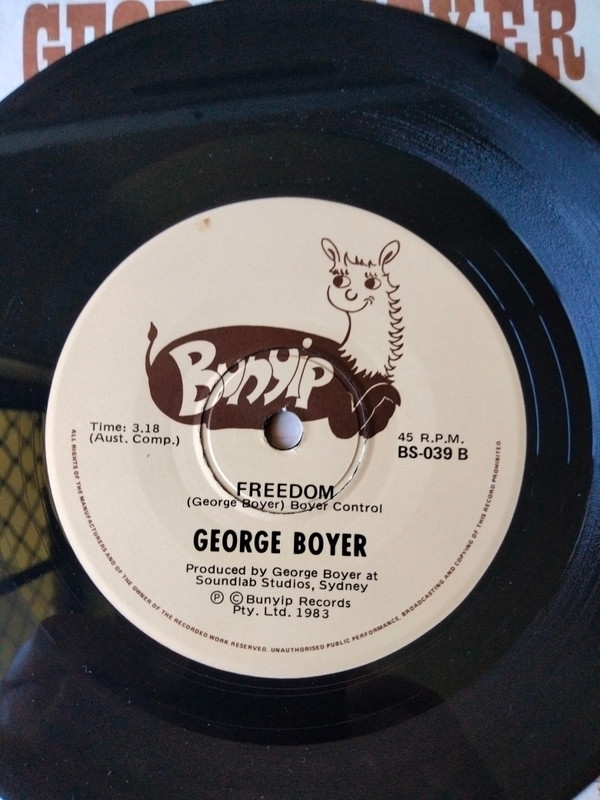 GEORGE BOYER
Bunyip
Time: 3.18
(Aust. Comp.)
45 R.P.M.
BS-039 B
FREEDOM
(George Boyer) Boyer Control
GEORGE BOYER
Produced by George Boyer at
Soundlab Studios, Sydney
Ⓟ ©Bunyip Records
Pty. Ltd. 1983
ALL RIGHTS OF THE MANUFACTURERS AND OF THE OWNER OF THE RECORDED WORK RESERVED. UNAUTHORISED PUBLIC PERFORMANCE, BROADCASTING AND COPYING OF THIS RECORD PROHIBITED.